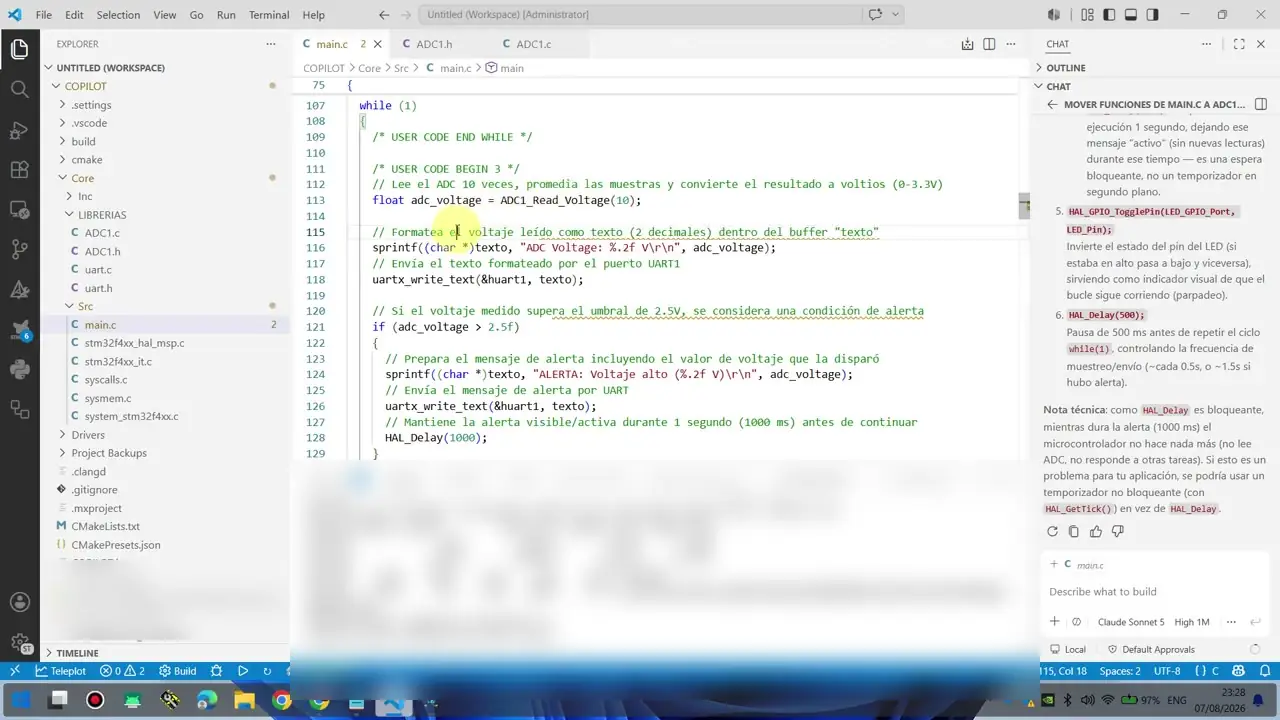 File Edit Selection View Go Run Terminal Help
Untitled (Workspace) [Administrator]
EXPLORER
UNTITLED (WORKSPACE)
COPILOT
.settings
.vscode
build
cmake
Core
Inc
LIBRERIAS
C ADC1.c
C ADC1.h
C uart.c
C uart.h
Src
C main.c 2
C stm32f4xx_hal_msp.c
C stm32f4xx_it.c
C syscalls.c
C sysmem.c
C system_stm32f4xx.c
Drivers
Project Backups
.clangd
.gitignore
.mxproject
M CMakeLists.txt
CMakePresets.json
TIMELINE
C main.c 2
C ADC1.h
C ADC1.c
COPILOT > Core > Src > C main.c > main
75 {
107 while (1)
108 {
109 /* USER CODE END WHILE */
110
111 /* USER CODE BEGIN 3 */
112 // Lee el ADC 10 veces, promedia las muestras y convierte el resultado a voltios (0-3.3V)
113 float adc_voltage = ADC1_Read_Voltage(10);
114
115 // Formatea el voltaje leído como texto (2 decimales) dentro del buffer "texto"
116 sprintf((char *)texto, "ADC Voltage: %.2f V\r\n", adc_voltage);
117 // Envía el texto formateado por el puerto UART1
118 uartx_write_text(&huart1, texto);
119
120 // Si el voltaje medido supera el umbral de 2.5V, se considera una condición de alerta
121 if (adc_voltage > 2.5f)
122 {
123 // Prepara el mensaje de alerta incluyendo el valor de voltaje que la disparó
124 sprintf((char *)texto, "ALERTA: Voltaje alto (%.2f V)\r\n", adc_voltage);
125 // Envía el mensaje de alerta por UART
126 uartx_write_text(&huart1, texto);
127 // Mantiene la alerta visible/activa durante 1 segundo (1000 ms) antes de continuar
128 HAL_Delay(1000);
129 }
CHAT
OUTLINE
CHAT
MOVER FUNCIONES DE MAIN.C A ADC1...
ejecución 1 segundo, dejando ese
mensaje "activo" (sin nuevas lecturas)
durante ese tiempo — es una espera
bloqueante, no un temporizador en
segundo plano.
5. HAL_GPIO_TogglePin(LED_GPIO_Port,
LED_Pin);
Invierte el estado del pin del LED (si
estaba en alto pasa a bajo y viceversa),
sirviendo como indicador visual de que el
bucle sigue corriendo (parpadeo).
6. HAL_Delay(500);
Pausa de 500 ms antes de repetir el ciclo
while(1), controlando la frecuencia de
muestreo/envío (~cada 0.5s, o ~1.5s si
hubo alerta).
Nota técnica: como HAL_Delay es bloqueante,
mientras dura la alerta (1000 ms) el
microcontrolador no hace nada más (no lee
ADC, no responde a otras tareas). Si esto es un
problema para tu aplicación, se podría usar un
temporizador no bloqueante (con
HAL_GetTick()) en vez de HAL_Delay.
+ C main.c
Describe what to build
Claude Sonnet 5 High 1M
Local Default Approvals
Teleplot 0 2 Build
115, Col 18 Spaces: 2 UTF-8 {} C
97% ENG
23:28
07/08/2026